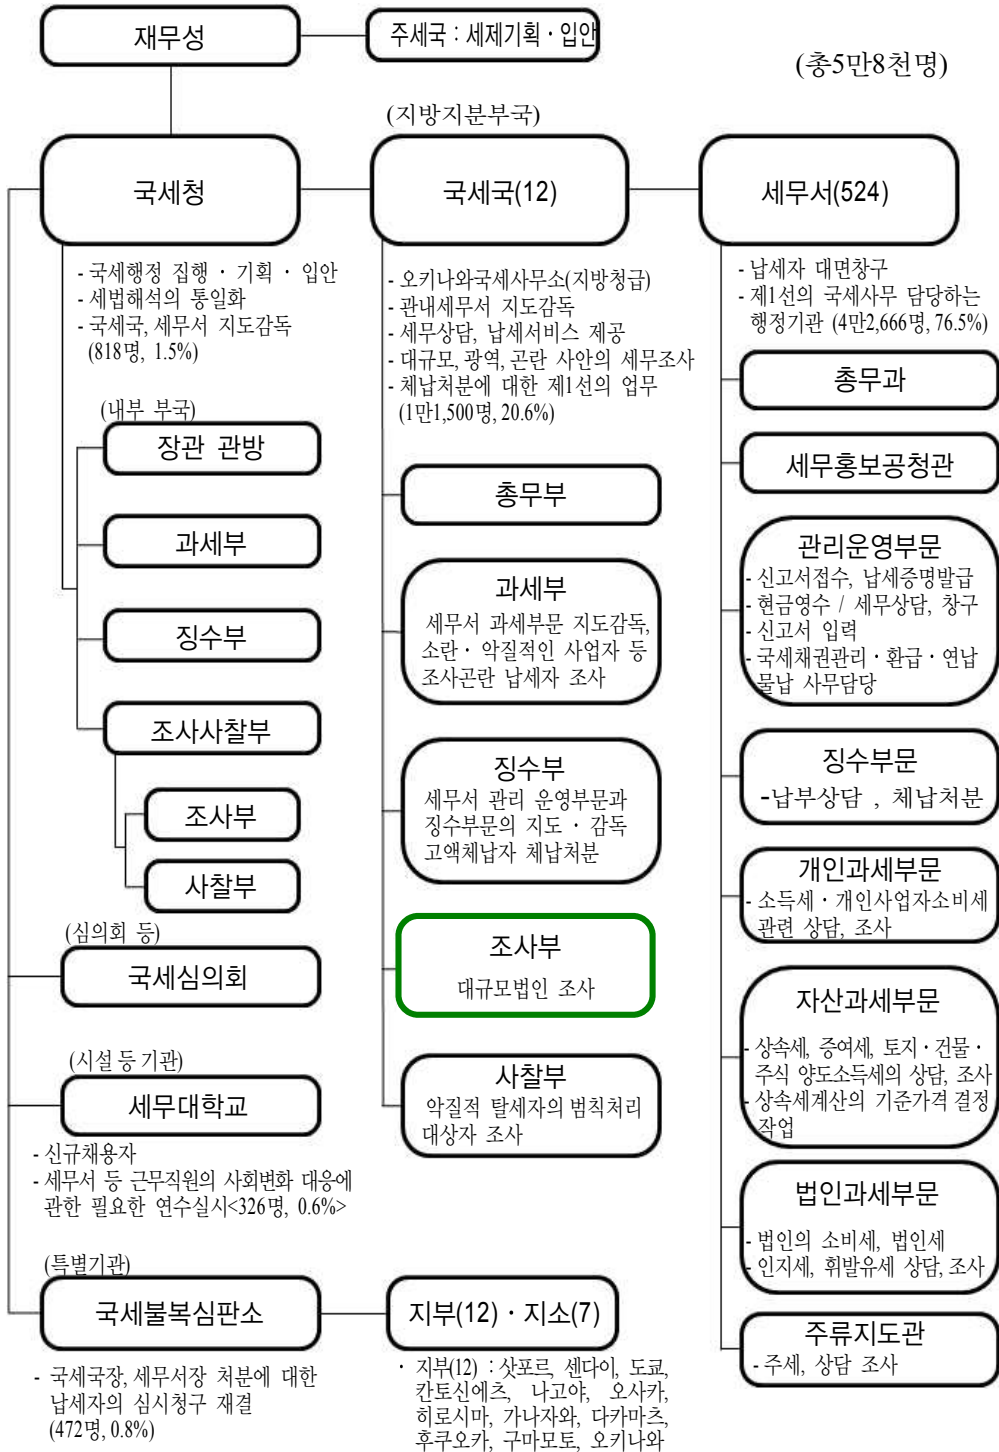 재무성
주세국 : 세제기획 · 입안
(총5만8천명)
(지방지분부국)
국세청
국세국(12)
세무서(524)
- 국세행정 집행 · 기획 · 입안
- 세법해석의 통일화
- 국세국, 세무서 지도감독
(818명, 1.5%)
- 오키나와국세사무소(지방청급)
- 관내세무서 지도감독
- 세무상담, 납세서비스 제공
- 대규모, 광역, 곤란 사안의 세무조사
- 체납처분에 대한 제1선의 업무
(1만1,500명, 20.6%)
- 납세자 대면창구
- 제1선의 국세사무 담당하는
행정기관 (4만2,666명, 76.5%)
(내부 부국)
장관 관방
과세부
징수부
조사사찰부
조사부
사찰부
(심의회 등)
국세심의회
(시설 등 기관)
세무대학교
- 신규채용자
- 세무서 등 근무직원의 사회변화 대응에
관한 필요한 연수실시<326명, 0.6%>
(특별기관)
국세불복심판소
- 국세국장, 세무서장 처분에 대한
납세자의 심시청구 재결
(472명, 0.8%)
총무부
과세부
세무서 과세부문 지도감독,
소란 · 악질적인 사업자 등
조사곤란 납세자 조사
징수부
세무서 관리 운영부문과
징수부문의 지도 · 감독
고액체납자 체납처분
조사부
대규모법인 조사
사찰부
악질적 탈세자의 범칙처리
대상자 조사
지부(12) · 지소(7)
· 지부(12) : 삿포르, 센다이, 도쿄,
칸토신에츠, 나고야, 오사카,
히로시마, 가나자와, 다카마츠,
후쿠오카, 구마모토, 오키나와
총무과
세무홍보공청관
관리운영부문
- 신고서접수, 납세증명발급
- 현금영수 / 세무상담, 창구
- 신고서 입력
- 국세채권관리 · 환급 · 연납
물납 사무담당
징수부문
-납부상담 , 체납처분
개인과세부문
- 소득세 · 개인사업자소비세
관련 상담, 조사
자산과세부문
- 상속세, 증여세, 토지 · 건물 ·
주식 양도소득세의 상담, 조사
- 상속세계산의 기준가격 결정
작업
법인과세부문
- 법인의 소비세, 법인세
- 인지세, 휘발유세 상담, 조사
주류지도관
- 주세, 상담 조사